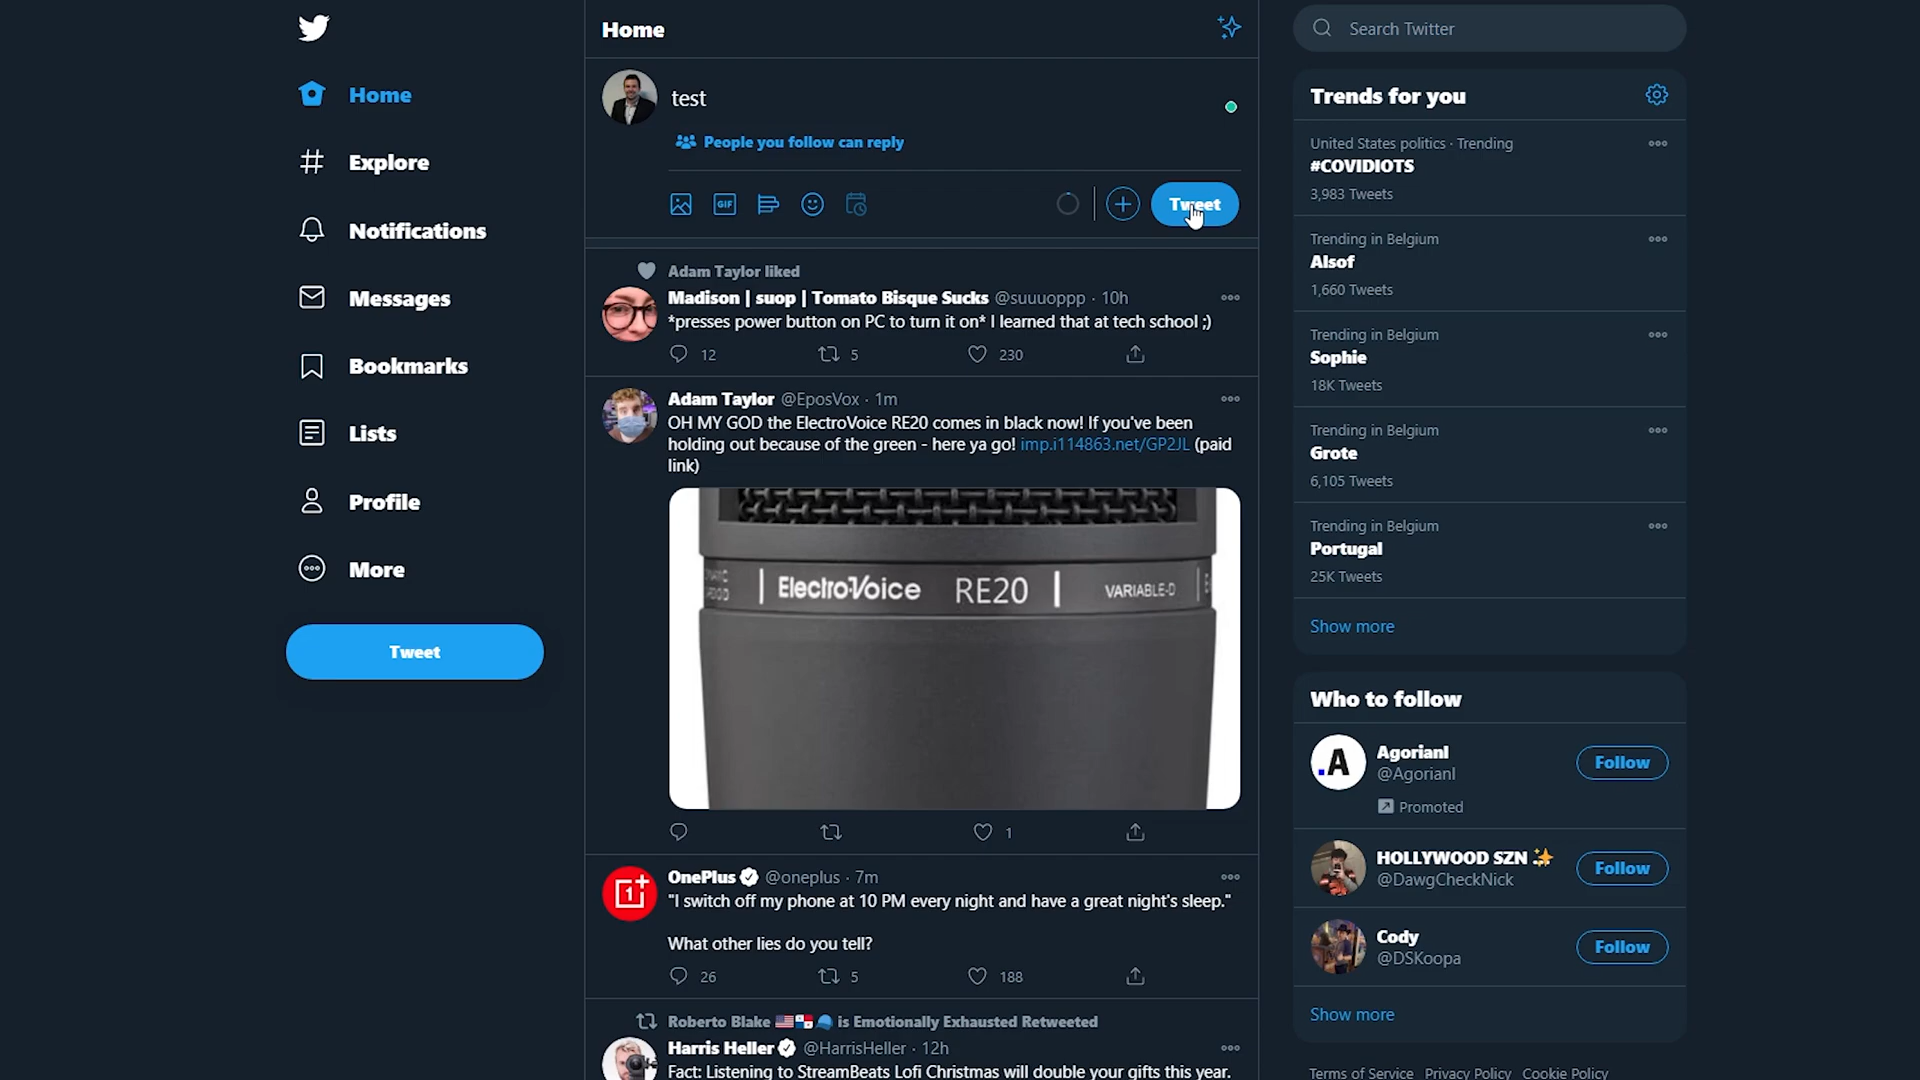 Home
Explore
Notifications
Messages
Bookmarks
Lists
Profile
More
Tweet
Home
test
People you follow can reply
GIF
Tweet
Adam Taylor liked
Madison | suop | Tomato Bisque Sucks @suuuoppp · 10h
*presses power button on PC to turn it on* I learned that at tech school ;)
12 5 230
Adam Taylor @EposVox · 1m
OH MY GOD the ElectroVoice RE20 comes in black now! If you've been
holding out because of the green - here ya go! imp.i114863.net/GP2JL (paid
link)
Electro-Voice RE20 VARIABLE-D
1
OnePlus @oneplus · 7m
"I switch off my phone at 10 PM every night and have a great night's sleep."
What other lies do you tell?
26 5 188
Roberto Blake 🇺🇸🇵🇦🧢 is Emotionally Exhausted Retweeted
Harris Heller @HarrisHeller · 12h
Fact: Listening to StreamBeats Lofi Christmas will double your gifts this year.
Search Twitter
Trends for you
United States politics · Trending
#COVIDIOTS
3,983 Tweets
Trending in Belgium
Alsof
1,660 Tweets
Trending in Belgium
Sophie
18K Tweets
Trending in Belgium
Grote
6,105 Tweets
Trending in Belgium
Portugal
25K Tweets
Show more
Who to follow
.A
Agorianl
@Agorianl
Follow
Promoted
HOLLYWOOD SZN ✨
@DawgCheckNick
Follow
Cody
@DSKoopa
Follow
Show more
Terms of Service Privacy Policy Cookie Policy